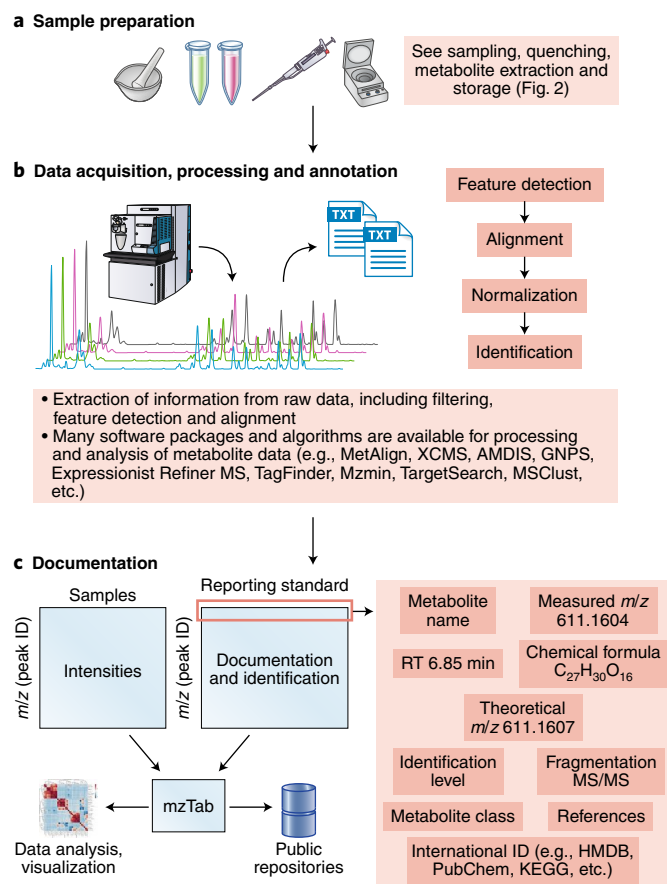 a Sample preparation
See sampling, quenching,
metabolite extraction and
storage (Fig. 2)
b Data acquisition, processing and annotation
TXT
TXT
Feature detection
Alignment
Normalization
Identification
• Extraction of information from raw data, including filtering,
feature detection and alignment
• Many software packages and algorithms are available for processing
and analysis of metabolite data (e.g., MetAlign, XCMS, AMDIS, GNPS,
Expressionist Refiner MS, TagFinder, Mzmin, TargetSearch, MSClust,
etc.)
c Documentation
Samples
m/z (peak ID)
Intensities
Reporting standard
m/z (peak ID)
Documentation
and identification
mzTab
Data analysis,
visualization
Public
repositories
Metabolite
name
Measured m/z
611.1604
RT 6.85 min
Chemical formula
C₂₇H₃₀O₁₆
Theoretical
m/z 611.1607
Identification
level
Fragmentation
MS/MS
Metabolite class
References
International ID (e.g., HMDB,
PubChem, KEGG, etc.)